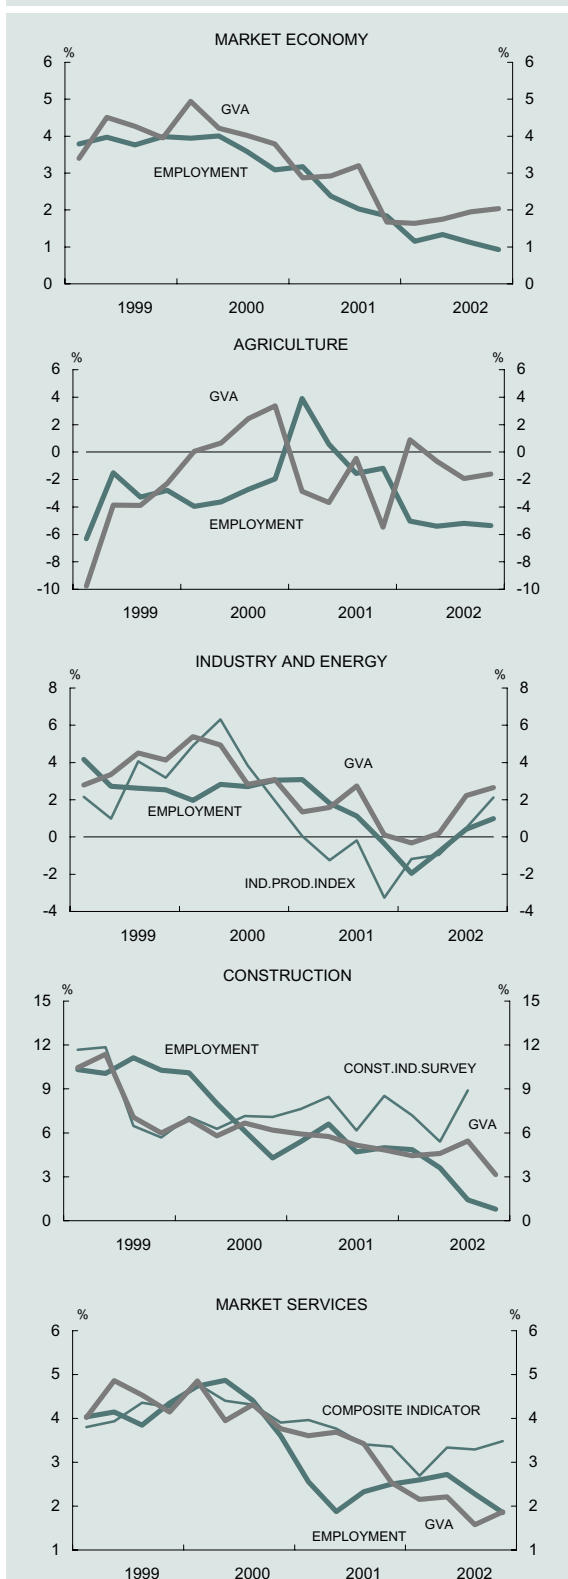 MARKET ECONOMY
% %
6 6
5 5
GVA
4 4
EMPLOYMENT
3 3
2 2
1 1
0 0
1999 2000 2001 2002
AGRICULTURE
% %
6 6
4 4
GVA
2 2
0 0
-2 -2
-4 -4
EMPLOYMENT
-6 -6
-8 -8
-10 -10
1999 2000 2001 2002
INDUSTRY AND ENERGY
% %
8 8
6 6
GVA
4 4
2 2
EMPLOYMENT
0 0
-2 -2
IND.PROD.INDEX
-4 -4
1999 2000 2001 2002
CONSTRUCTION
% %
15 15
12 12
EMPLOYMENT
CONST.IND.SURVEY
9 9
GVA
6 6
3 3
0 0
1999 2000 2001 2002
MARKET SERVICES
% %
6 6
5 5
COMPOSITE INDICATOR
4 4
3 3
2 2
GVA
EMPLOYMENT
1 1
1999 2000 2001 2002